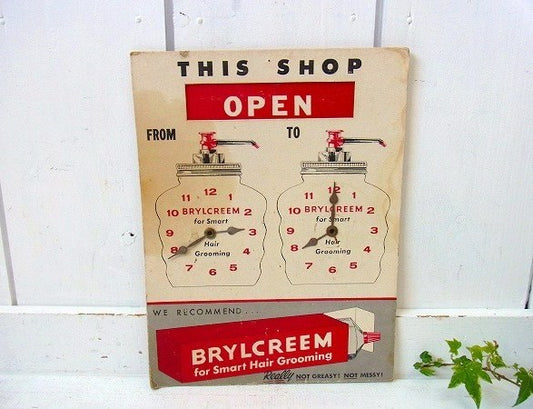 THIS SHOP
OPEN
FROM TO
12
11 1
10 BRYLCREEM 2
for Smart
9 3
Hair
8 Grooming 4
7 6 5
12
11 1
10 BRYLCREEM 2
for Smart
9 3
Hair
8 Grooming 4
7 6 5
WE RECOMMEND...
BRYLCREEM
for Smart Hair Grooming
Really NOT GREASY! NOT MESSY!